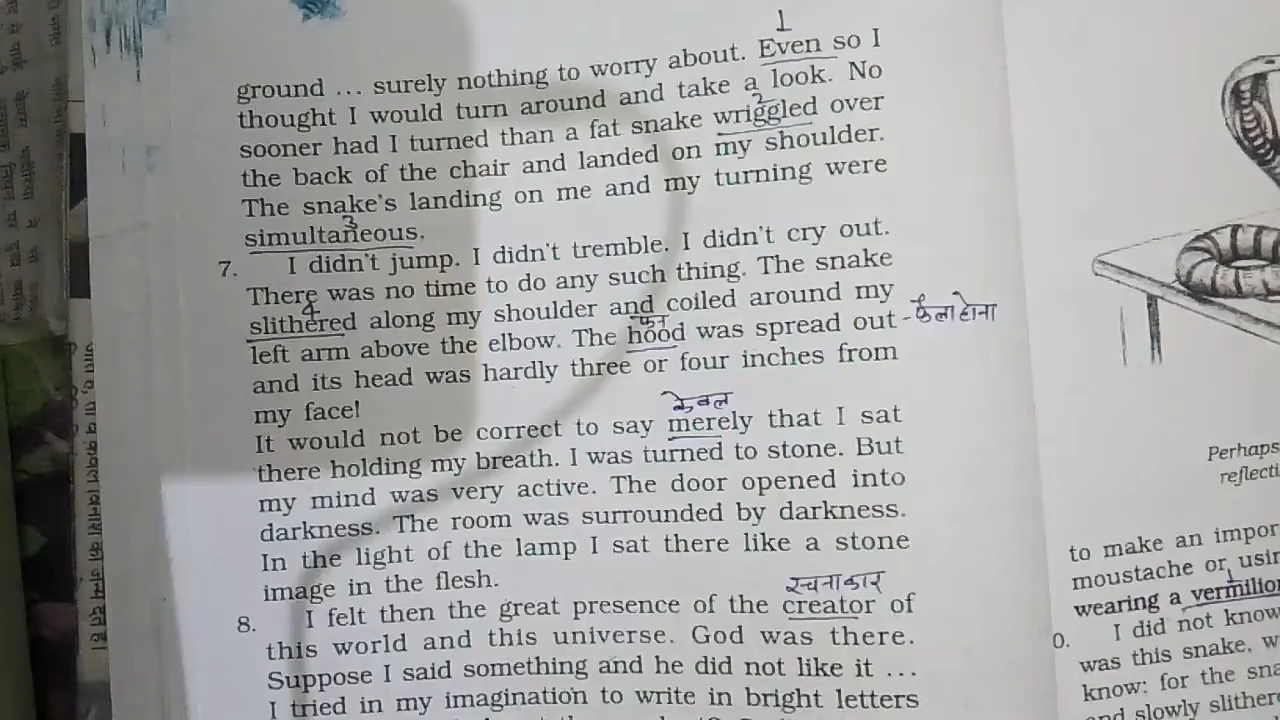 1
ground ... surely nothing to worry about. Even so I
thought I would turn around and take a look. No
2
sooner had I turned than a fat snake wriggled over
the back of the chair and landed on my shoulder.
The snake's landing on me and my turning were
3
simultaneous.
7. I didn't jump. I didn't tremble. I didn't cry out.
There was no time to do any such thing. The snake
4
slithered along my shoulder and coiled around my
फन
left arm above the elbow. The hood was spread out - फैला होना
and its head was hardly three or four inches from
my face!
केवल
It would not be correct to say merely that I sat
there holding my breath. I was turned to stone. But
my mind was very active. The door opened into
darkness. The room was surrounded by darkness.
In the light of the lamp I sat there like a stone
image in the flesh.
रचनाकार
8. I felt then the great presence of the creator of
this world and this universe. God was there.
Suppose I said something and he did not like it ...
I tried in my imagination to write in bright letters
Perhaps
reflecti
to make an impor
moustache or usin
1
wearing a vermilion
0. I did not know
was this snake, w
know; for the sna
and slowly slither